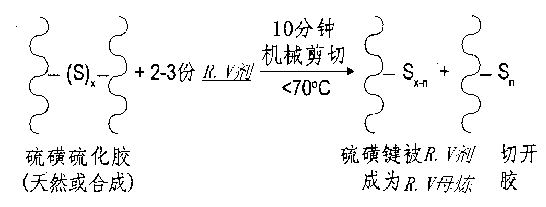 10分钟
机械剪切
(S)x + 2-3份 R.V剂
<70°C
Sx-n + Sn
硫磺硫化胶
(天然或合成)
硫磺键被R.V剂 切开
成为R.V母炼 胶